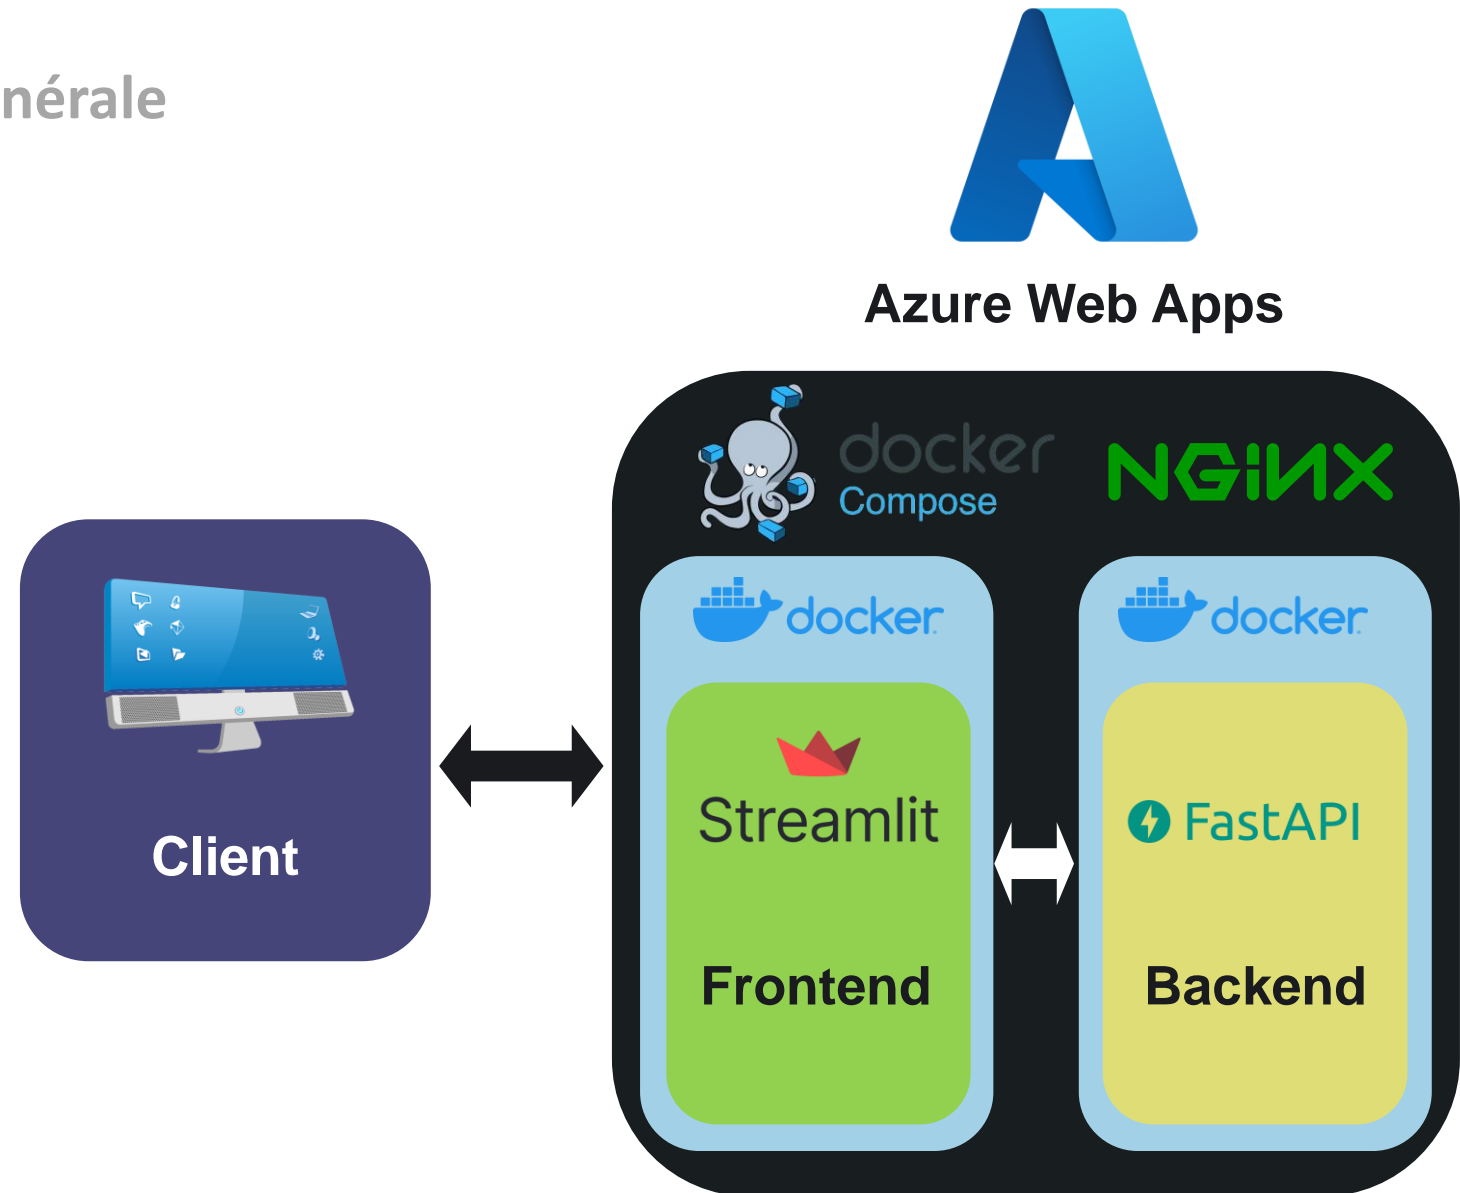 nérale
Azure Web Apps
docker
Compose
NGiNX
docker
docker
Streamlit
FastAPI
Client
Frontend
Backend